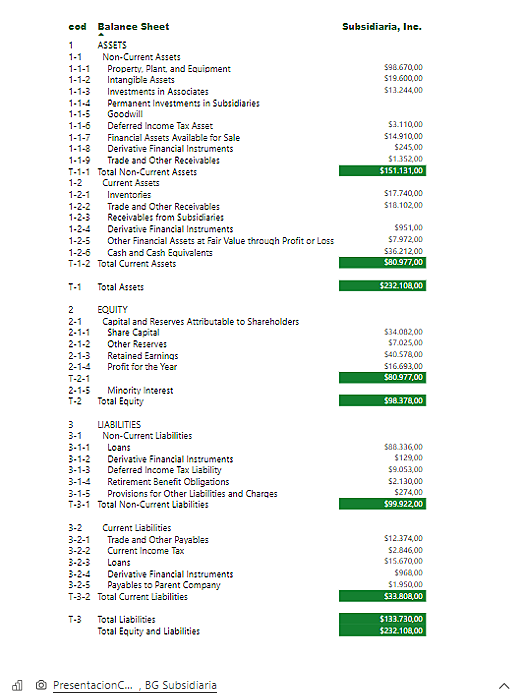 cod Balance Sheet Subsidiaria, Inc.
1 ASSETS
1-1 Non-Current Assets
1-1-1 Property, Plant, and Equipment $98.670,00
1-1-2 Intangible Assets $19.600,00
1-1-3 Investments in Associates $13.244,00
1-1-4 Permanent Investments in Subsidiaries
1-1-5 Goodwill
1-1-6 Deferred Income Tax Asset $3.110,00
1-1-7 Financial Assets Available for Sale $14.910,00
1-1-8 Derivative Financial Instruments $245,00
1-1-9 Trade and Other Receivables $1.352,00
T-1-1 Total Non-Current Assets $151.131,00
1-2 Current Assets
1-2-1 Inventories $17.740,00
1-2-2 Trade and Other Receivables $18.102,00
1-2-3 Receivables from Subsidiaries
1-2-4 Derivative Financial Instruments $951,00
1-2-5 Other Financial Assets at Fair Value through Profit or Loss $7.972,00
1-2-6 Cash and Cash Equivalents $36.212,00
T-1-2 Total Current Assets $80.977,00
T-1 Total Assets $232.108,00
2 EQUITY
2-1 Capital and Reserves Attributable to Shareholders
2-1-1 Share Capital $34.082,00
2-1-2 Other Reserves $7.025,00
2-1-3 Retained Earnings $40.578,00
2-1-4 Profit for the Year $16.693,00
T-2-1 $80.977,00
2-1-5 Minority Interest
T-2 Total Equity $98.378,00
3 LIABILITIES
3-1 Non-Current Liabilities
3-1-1 Loans $88.336,00
3-1-2 Derivative Financial Instruments $129,00
3-1-3 Deferred Income Tax Liability $9.053,00
3-1-4 Retirement Benefit Obligations $2.130,00
3-1-5 Provisions for Other Liabilities and Charges $274,00
T-3-1 Total Non-Current Liabilities $99.922,00
3-2 Current Liabilities
3-2-1 Trade and Other Payables $12.374,00
3-2-2 Current Income Tax $2.846,00
3-2-3 Loans $15.670,00
3-2-4 Derivative Financial Instruments $968,00
3-2-5 Payables to Parent Company $1.950,00
T-3-2 Total Current Liabilities $33.808,00
T-3 Total Liabilities $133.730,00
Total Equity and Liabilities $232.108,00
PresentacionC... , BG Subsidiaria